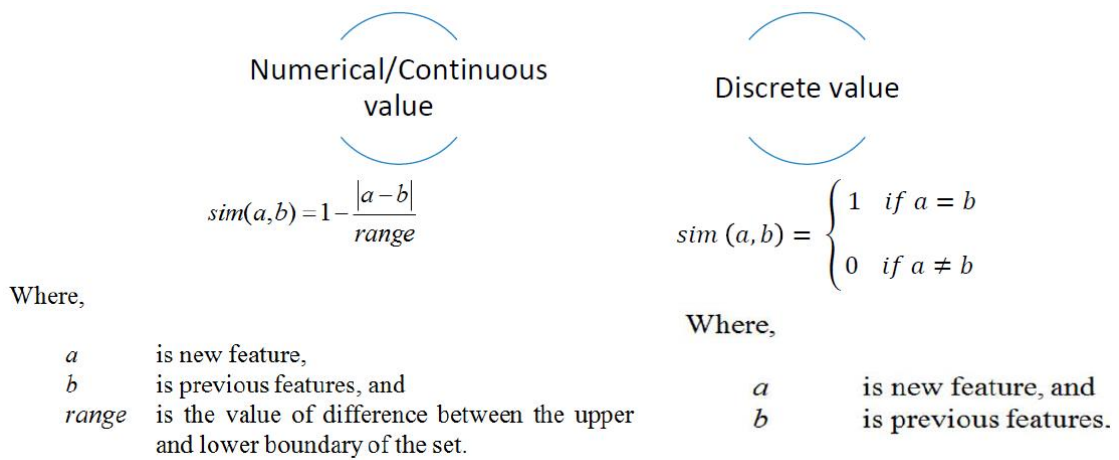 Numerical/Continuous
value
sim(a,b) = 1 - |a - b| / range
Where,
a is new feature,
b is previous features, and
range is the value of difference between the upper
and lower boundary of the set.
Discrete value
sim (a, b) = { 1 if a = b
0 if a ≠ b
Where,
a is new feature, and
b is previous features.